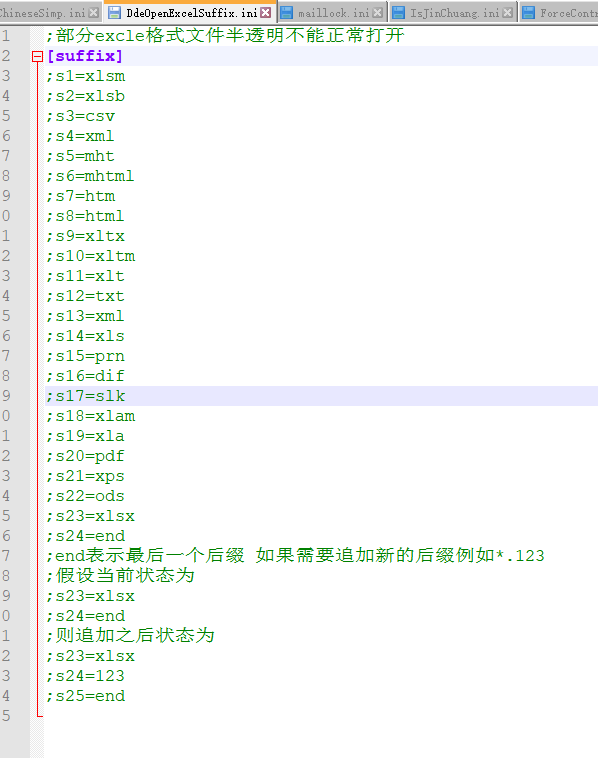 ChineseSimp.ini DdeOpenExcelSuffix.ini maillock.ini IsJinChuang.ini ForceContr
1 ;部分excle格式文件半透明不能正常打开
2 [suffix]
3 ;s1=xlsm
4 ;s2=xlsb
5 ;s3=csv
6 ;s4=xml
7 ;s5=mht
8 ;s6=mhtml
9 ;s7=htm
0 ;s8=html
1 ;s9=xltx
2 ;s10=xltm
3 ;s11=xlt
4 ;s12=txt
5 ;s13=xml
6 ;s14=xls
7 ;s15=prn
8 ;s16=dif
9 ;s17=slk
0 ;s18=xlam
1 ;s19=xla
2 ;s20=pdf
3 ;s21=xps
4 ;s22=ods
5 ;s23=xlsx
6 ;s24=end
7 ;end表示最后一个后缀 如果需要追加新的后缀例如*.123
8 ;假设当前状态为
9 ;s23=xlsx
0 ;s24=end
1 ;则追加之后状态为
2 ;s23=xlsx
3 ;s24=123
4 ;s25=end
5